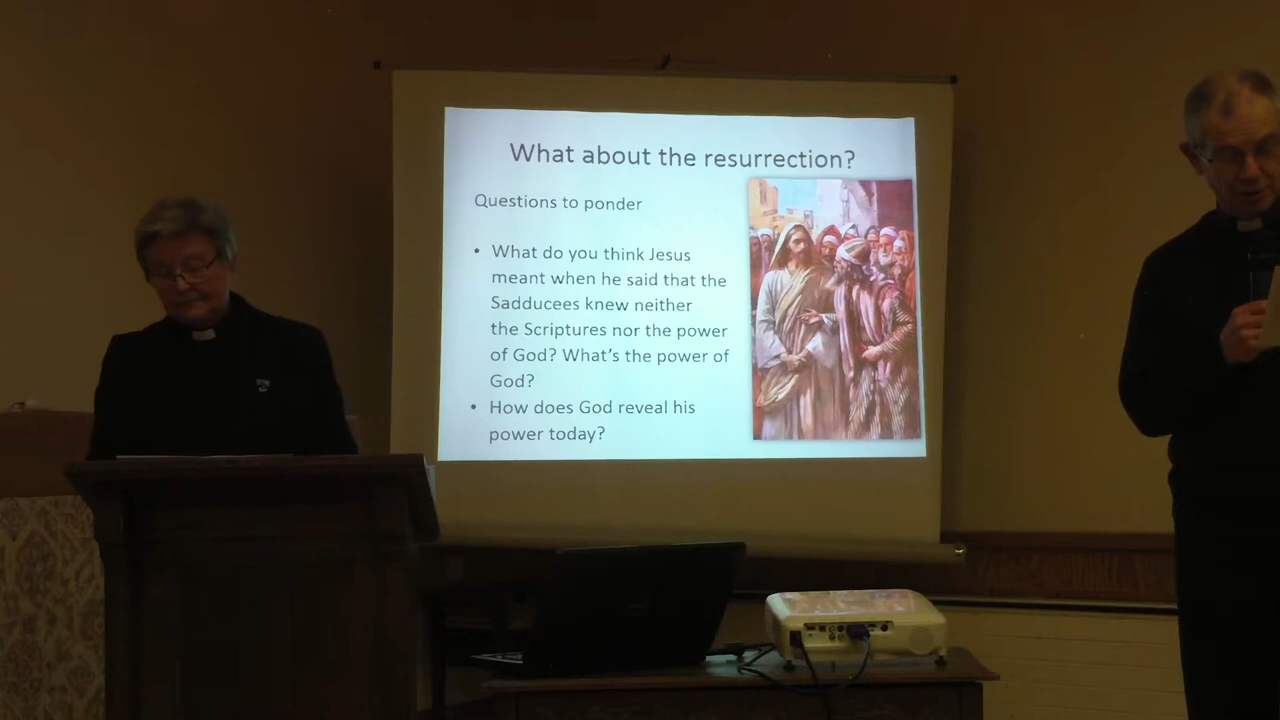 What about the resurrection?
Questions to ponder
• What do you think Jesus
meant when he said that the
Sadducees knew neither
the Scriptures nor the power
of God? What's the power of
God?
• How does God reveal his
power today?